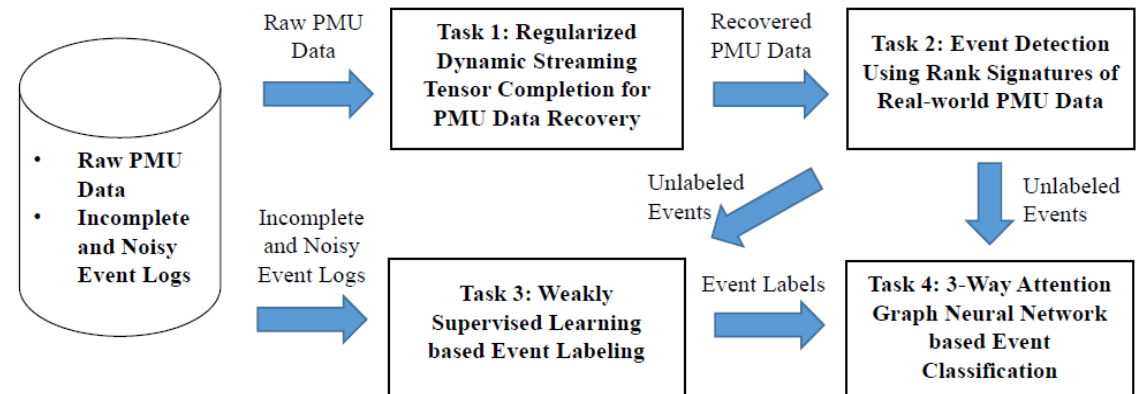 • Raw PMU
Data
• Incomplete
and Noisy
Event Logs
Raw PMU
Data
Task 1: Regularized
Dynamic Streaming
Tensor Completion for
PMU Data Recovery
Recovered
PMU Data
Task 2: Event Detection
Using Rank Signatures of
Real-world PMU Data
Unlabeled
Events
Unlabeled
Events
Incomplete
and Noisy
Event Logs
Task 3: Weakly
Supervised Learning
based Event Labeling
Event Labels
Task 4: 3-Way Attention
Graph Neural Network
based Event
Classification